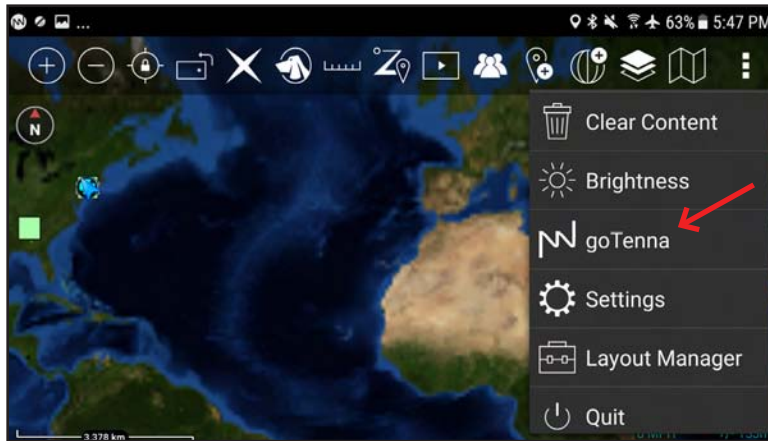 ... 63% 5:47 PM
N
Clear Content
Brightness
goTenna
Settings
Layout Manager
Quit
3,378 km